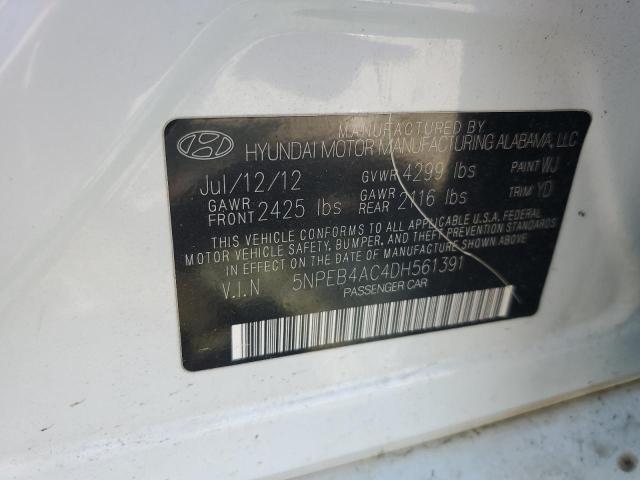 MANUFACTURED BY
HYUNDAI MOTOR MANUFACTURING ALABAMA, LLC
Jul/12/12 GVWR 4299 lbs PAINT WJ
GAWR FRONT 2425 lbs GAWR REAR 2116 lbs TRIM YD
THIS VEHICLE CONFORMS TO ALL APPLICABLE U.S.A. FEDERAL
MOTOR VEHICLE SAFETY, BUMPER, AND THEFT PREVENTION STANDARDS
IN EFFECT ON THE DATE OF MANUFACTURE SHOWN ABOVE.
V.I.N 5NPEB4AC4DH561391
PASSENGER CAR